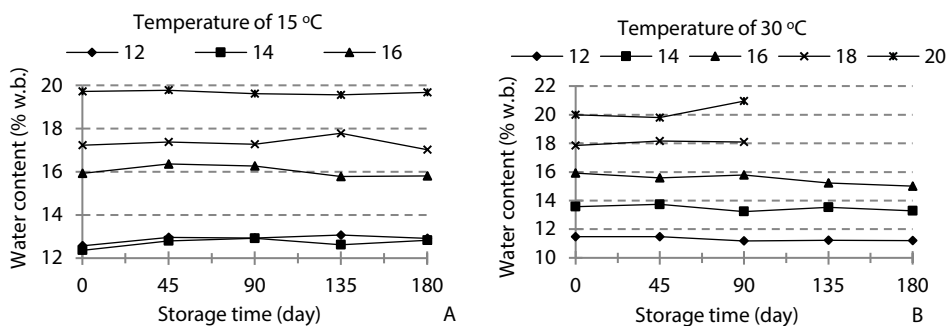 Temperature of 15 ºC
12 14 16
Water content (% w.b.)
20
18
16
14
12
0 45 90 135 180
Storage time (day)
A
Temperature of 30 ºC
12 14 16 18 20
Water content (% w.b.)
22
20
18
16
14
12
10
0 45 90 135 180
Storage time (day)
B